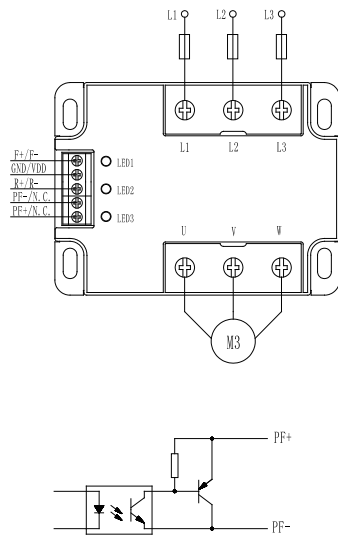 L1 L2 L3
L1 L2 L3
F+/F-
GND/VDD
R+/R-
PF-/N.C.
PF+/N.C.
LED1
LED2
LED3
U V W
M3
PF+
PF-